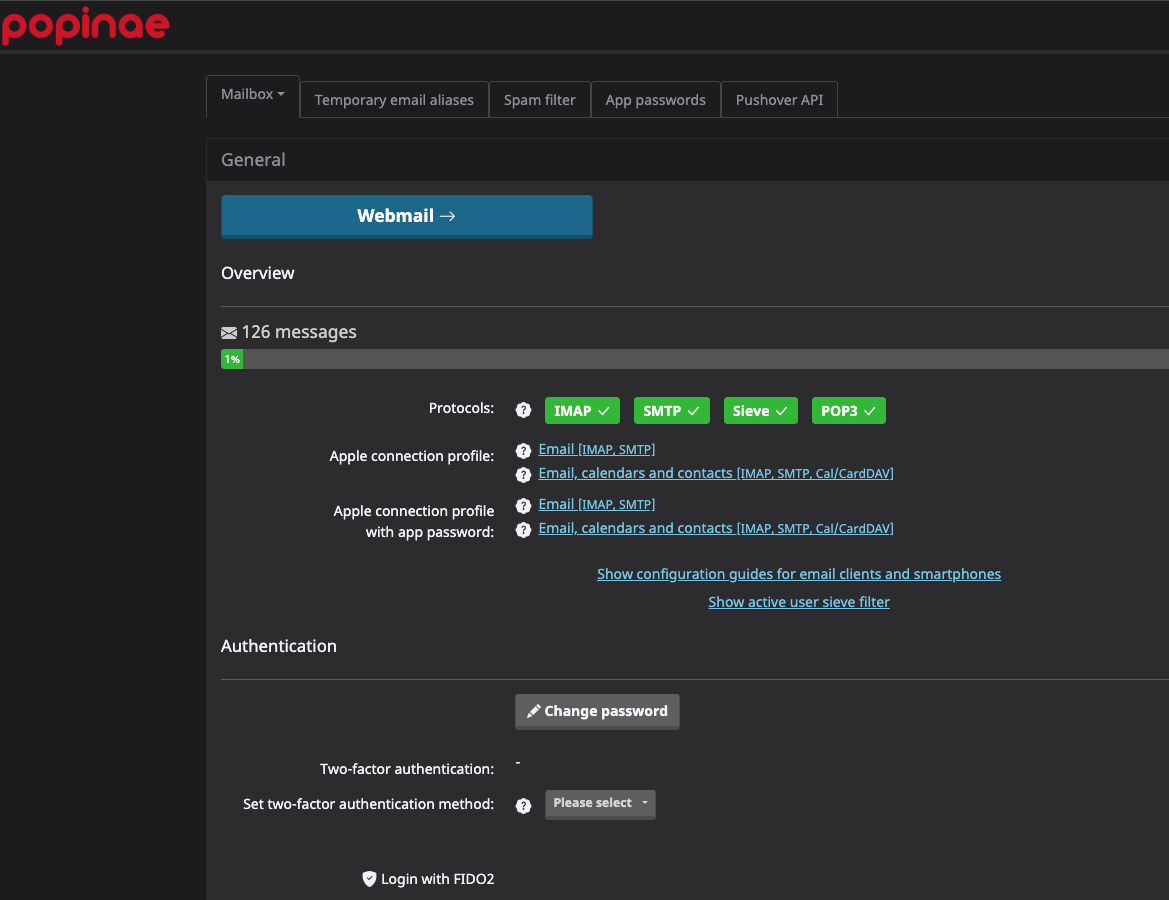 popinae
Mailbox
Temporary email aliases
Spam filter
App passwords
Pushover API
General
Webmail →
Overview
126 messages
1%
Protocols: ? IMAP ✓ SMTP ✓ Sieve ✓ POP3 ✓
Apple connection profile: ? Email [IMAP, SMTP]
? Email, calendars and contacts [IMAP, SMTP, Cal/CardDAV]
Apple connection profile
with app password:
? Email [IMAP, SMTP]
? Email, calendars and contacts [IMAP, SMTP, Cal/CardDAV]
Show configuration guides for email clients and smartphones
Show active user sieve filter
Authentication
Change password
Two-factor authentication: -
Set two-factor authentication method: ? Please select
Login with FIDO2